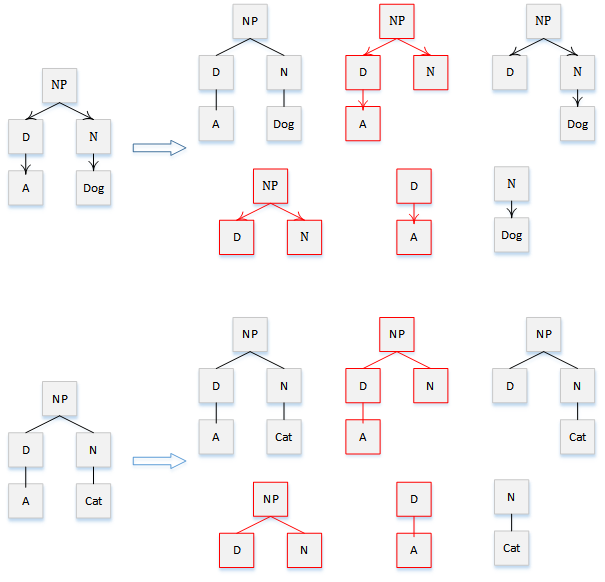 NP NP NP
NP
D N D N D N
D N
A Dog A Dog
A Dog
NP D N
D N A Dog
NP NP NP
NP
D N D N D N
D N
A Cat A Cat
A Cat
NP D N
D N A Cat